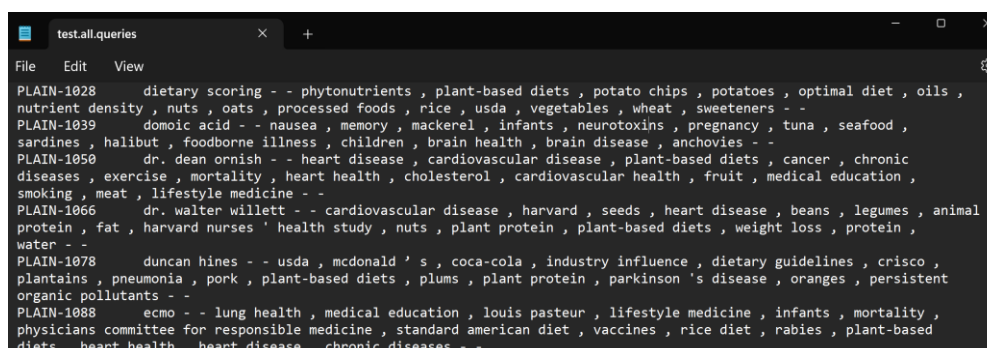 test.all.queries
File Edit View
PLAIN-1028 dietary scoring - - phytonutrients , plant-based diets , potato chips , potatoes , optimal diet , oils ,
nutrient density , nuts , oats , processed foods , rice , usda , vegetables , wheat , sweeteners - -
PLAIN-1039 domoic acid - - nausea , memory , mackerel , infants , neurotoxins , pregnancy , tuna , seafood ,
sardines , halibut , foodborne illness , children , brain health , brain disease , anchovies - -
PLAIN-1050 dr. dean ornish - - heart disease , cardiovascular disease , plant-based diets , cancer , chronic
diseases , exercise , mortality , heart health , cholesterol , cardiovascular health , fruit , medical education ,
smoking , meat , lifestyle medicine - -
PLAIN-1066 dr. walter willett - - cardiovascular disease , harvard , seeds , heart disease , beans , legumes , animal
protein , fat , harvard nurses ' health study , nuts , plant protein , plant-based diets , weight loss , protein ,
water - -
PLAIN-1078 duncan hines - - usda , mcdonald ’ s , coca-cola , industry influence , dietary guidelines , crisco ,
plantains , pneumonia , pork , plant-based diets , plums , plant protein , parkinson 's disease , oranges , persistent
organic pollutants - -
PLAIN-1088 ecmo - - lung health , medical education , louis pasteur , lifestyle medicine , infants , mortality ,
physicians committee for responsible medicine , standard american diet , vaccines , rice diet , rabies , plant-based
diets , heart health , heart disease , chronic diseases - -